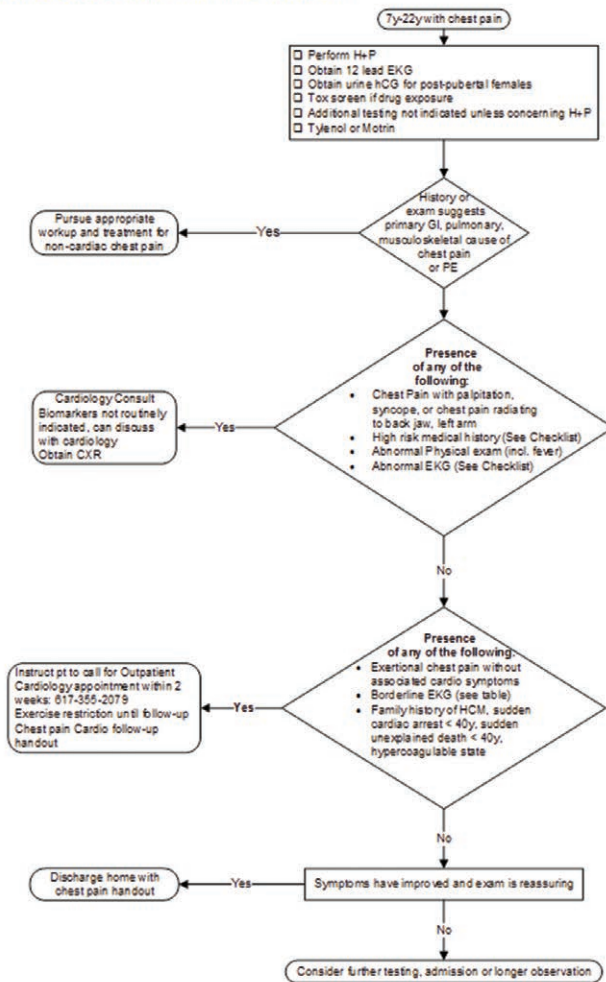 7y-22y with chest pain
❑ Perform H+P
❑ Obtain 12 lead EKG
❑ Obtain urine hCG for post-pubertal females
❑ Tox screen if drug exposure
❑ Additional testing not indicated unless concerning H+P
❑ Tylenol or Motrin
History or
exam suggests
primary GI, pulmonary,
musculoskeletal cause of
chest pain
or PE
Yes
Pursue appropriate
workup and treatment for
non-cardiac chest pain
Presence
of any of the
following:
• Chest Pain with palpitation,
syncope, or chest pain radiating
to back jaw, left arm
• High risk medical history (See Checklist)
• Abnormal Physical exam (incl. fever)
• Abnormal EKG (See Checklist)
Yes
Cardiology Consult
Biomarkers not routinely
indicated, can discuss
with cardiology
Obtain CXR
No
Presence
of any of the following:
• Exertional chest pain without
associated cardio symptoms
• Borderline EKG (see table)
• Family history of HCM, sudden
cardiac arrest < 40y, sudden
unexplained death < 40y,
hypercoagulable state
Yes
Instruct pt to call for Outpatient
Cardiology appointment within 2
weeks: 617-355-2079
Exercise restriction until follow-up
Chest pain Cardio follow-up
handout
No
Symptoms have improved and exam is reassuring
Yes
Discharge home with
chest pain handout
No
Consider further testing, admission or longer observation